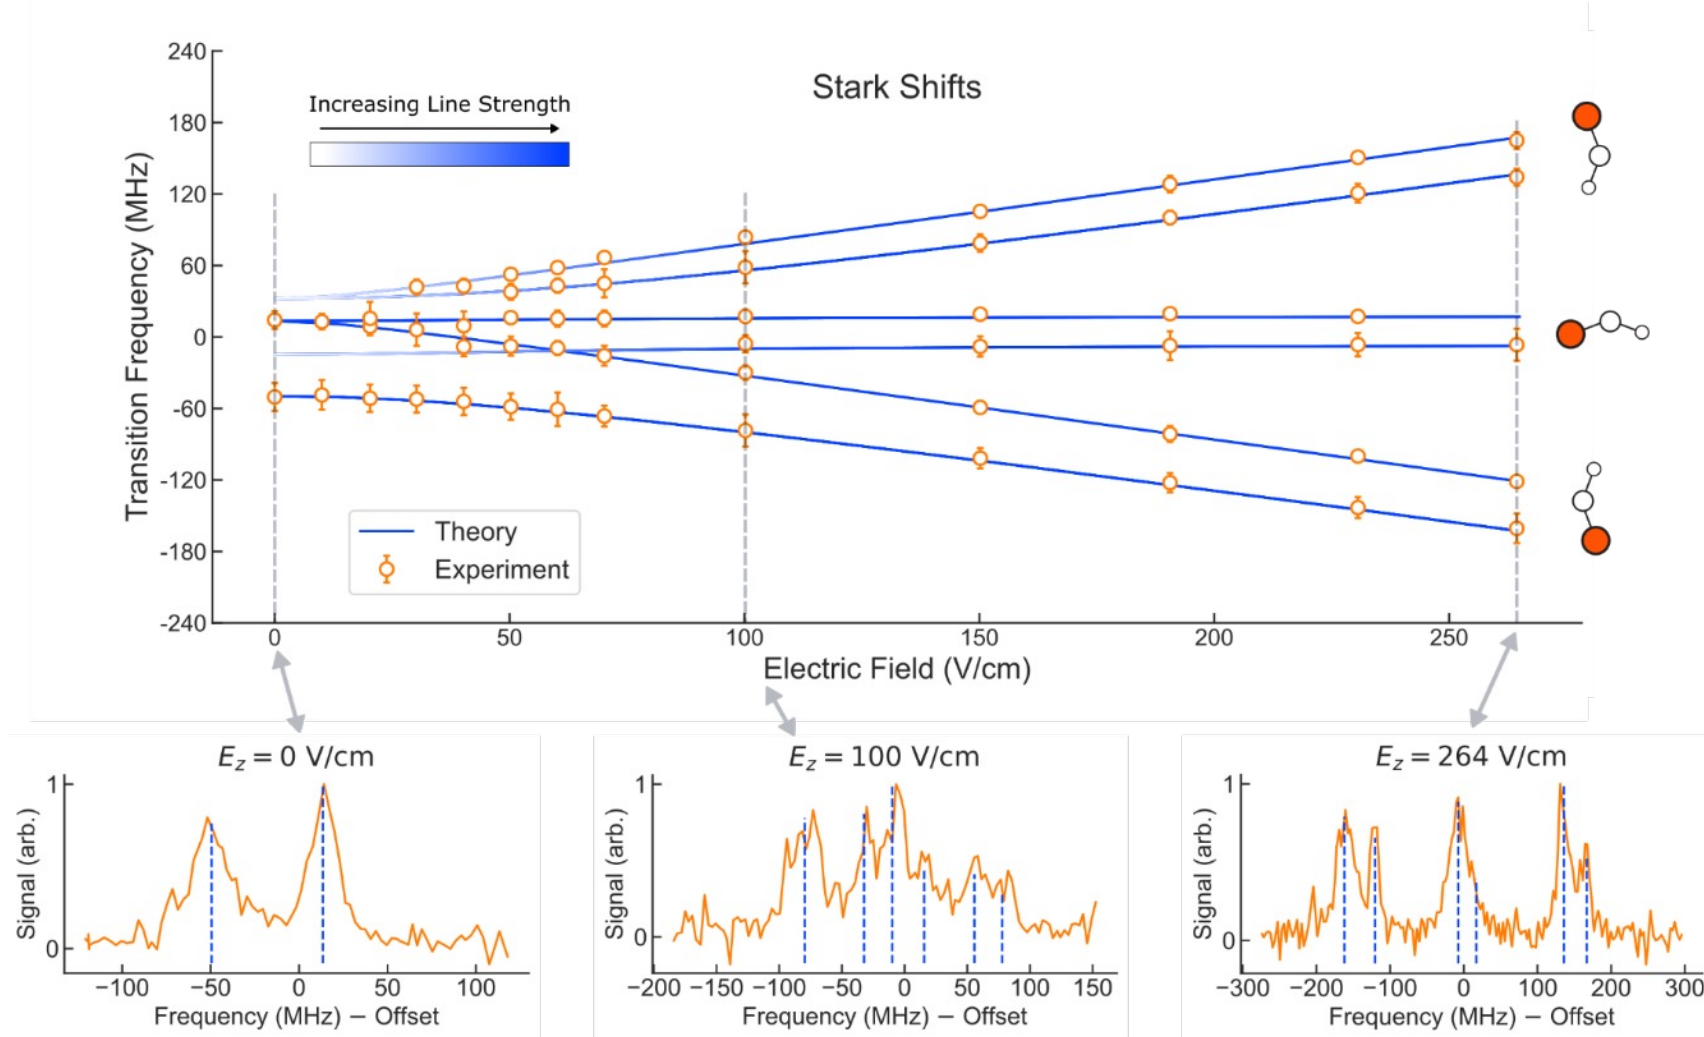 Stark Shifts
Increasing Line Strength
Transition Frequency (MHz)
240
180
120
60
0
-60
-120
-180
-240
Theory
Experiment
0 50 100 150 200 250
Electric Field (V/cm)
E_z = 0 V/cm
Signal (arb.)
1
0
−100 −50 0 50 100
Frequency (MHz) − Offset
E_z = 100 V/cm
Signal (arb.)
1
0
−200 −150 −100 −50 0 50 100 150
Frequency (MHz) − Offset
E_z = 264 V/cm
Signal (arb.)
1
0
−300 −200 −100 0 100 200 300
Frequency (MHz) − Offset